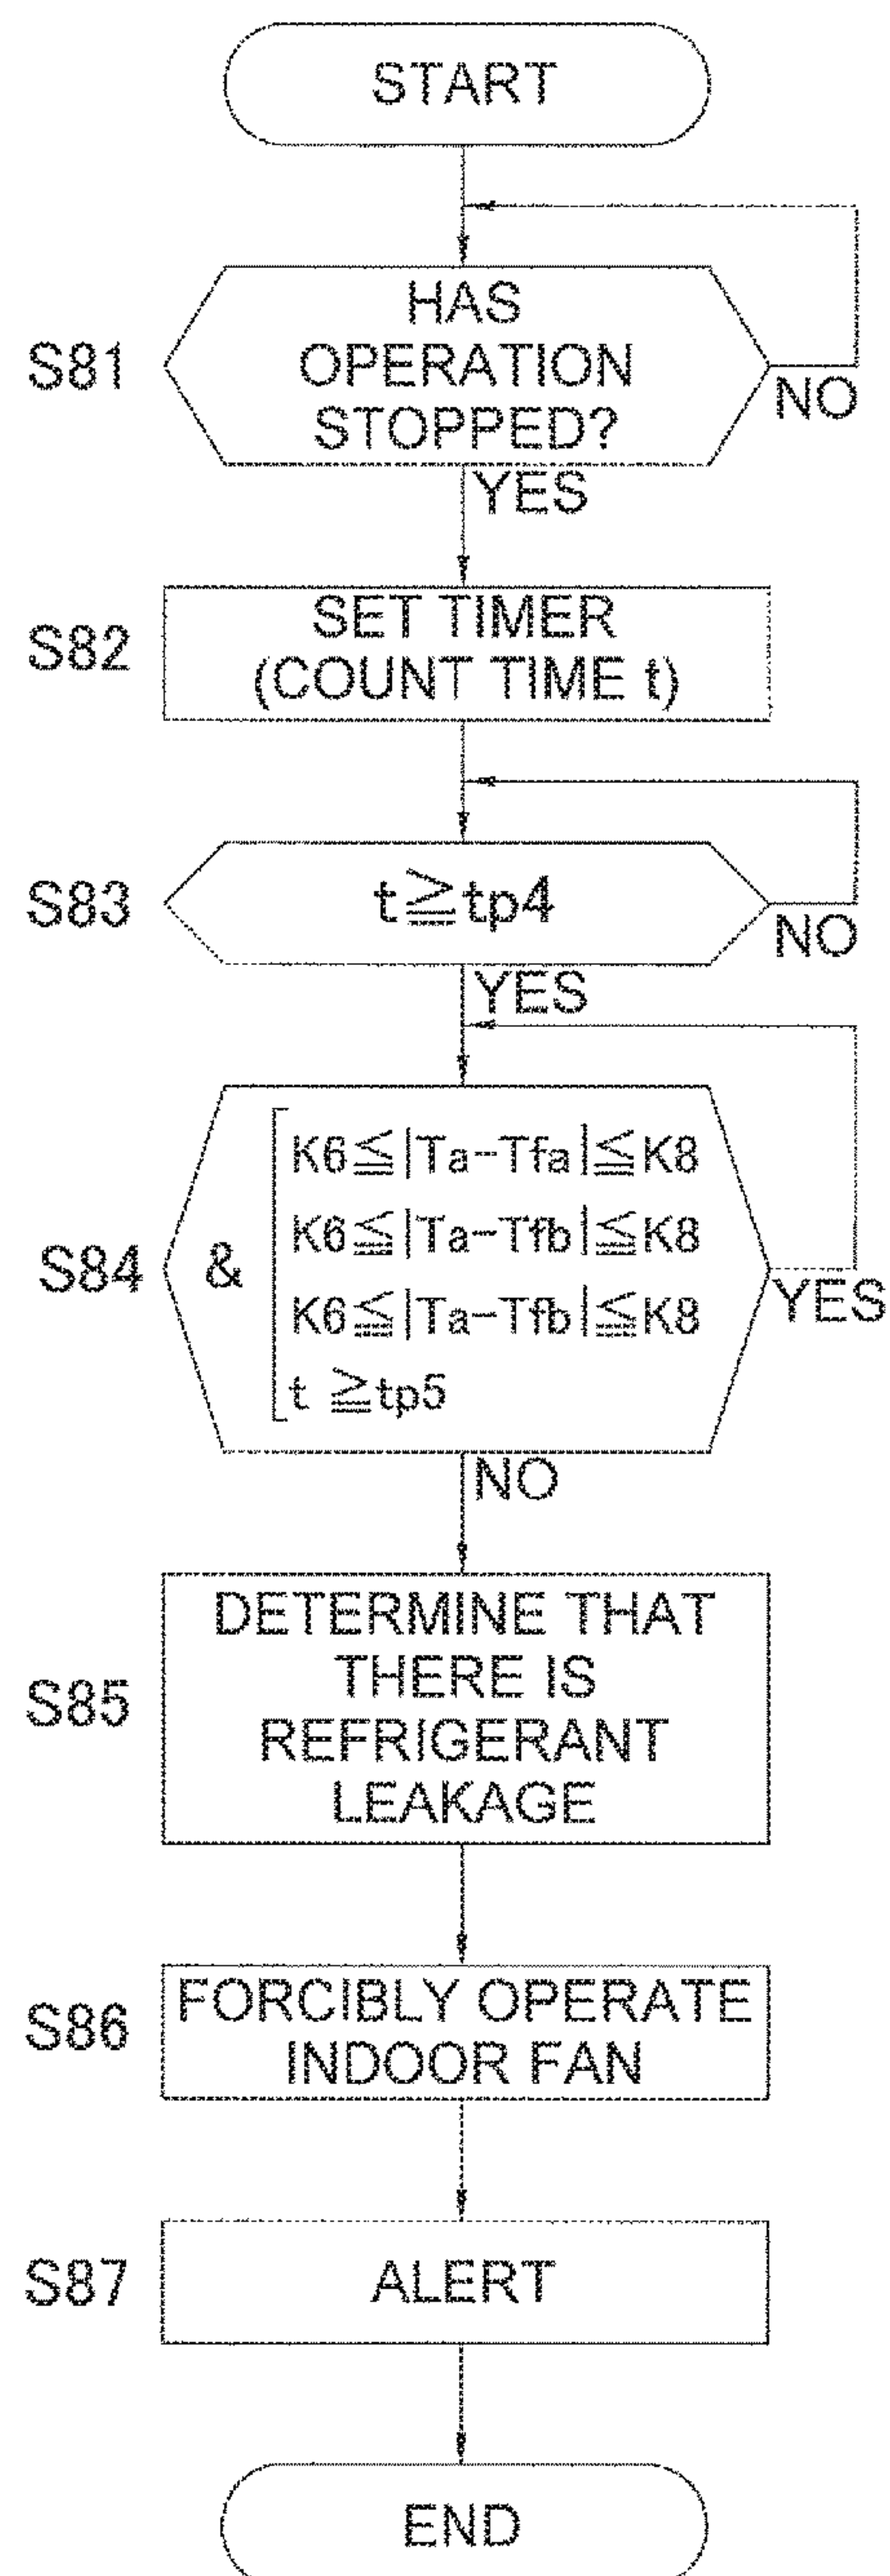 START
HAS
OPERATION
STOPPED?
S81
NO
YES
SET TIMER
(COUNT TIME t)
S82
t≧tp4
S83
NO
YES
K6≦|Ta-Tfa|≦K8
K6≦|Ta-Tfb|≦K8
S84
&
YES
K6≦|Ta-Tfb|≦K8
t ≧tp5
NO
DETERMINE THAT
THERE IS
REFRIGERANT
LEAKAGE
S85
FORCIBLY OPERATE
INDOOR FAN
S86
S87
ALERT
END